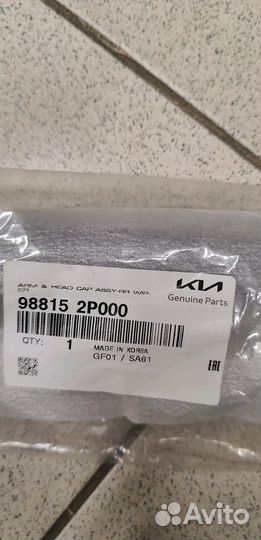 ARM & HEAD CAP ASSY-RR WIP
ER
KIA
Genuine Parts
98815 2P000
QTY: 1
MADE IN KOREA
GF01 / SA61
EAC
Avito